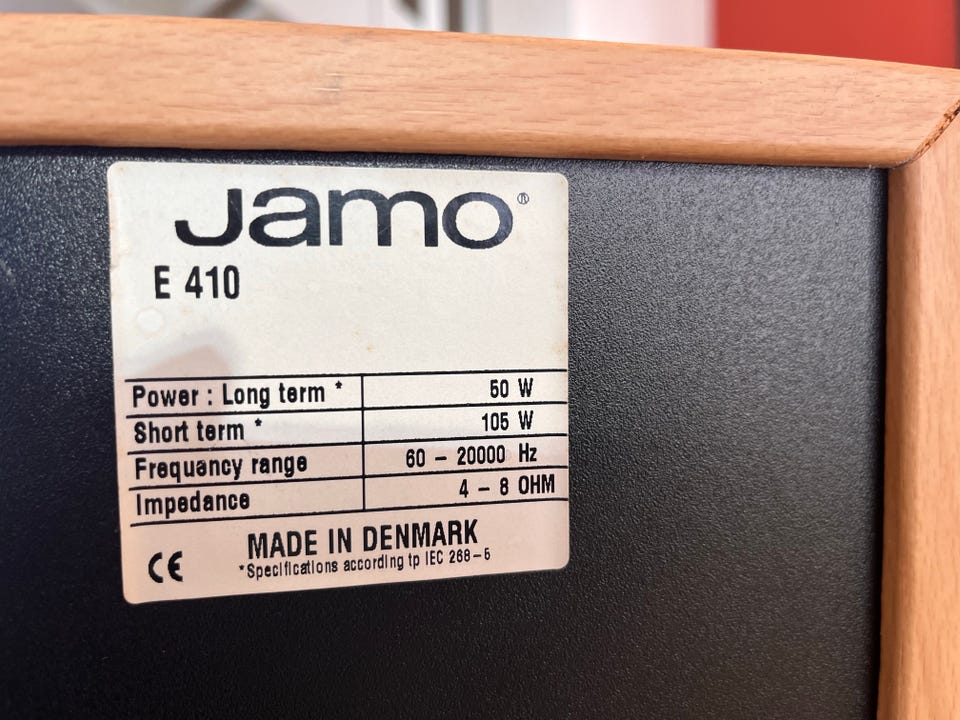 Jamo®
E 410
Power : Long term * 50 W
Short term * 105 W
Frequancy range 60 - 20000 Hz
Impedance 4 - 8 OHM
MADE IN DENMARK
CE *Specifications according tp IEC 268-5